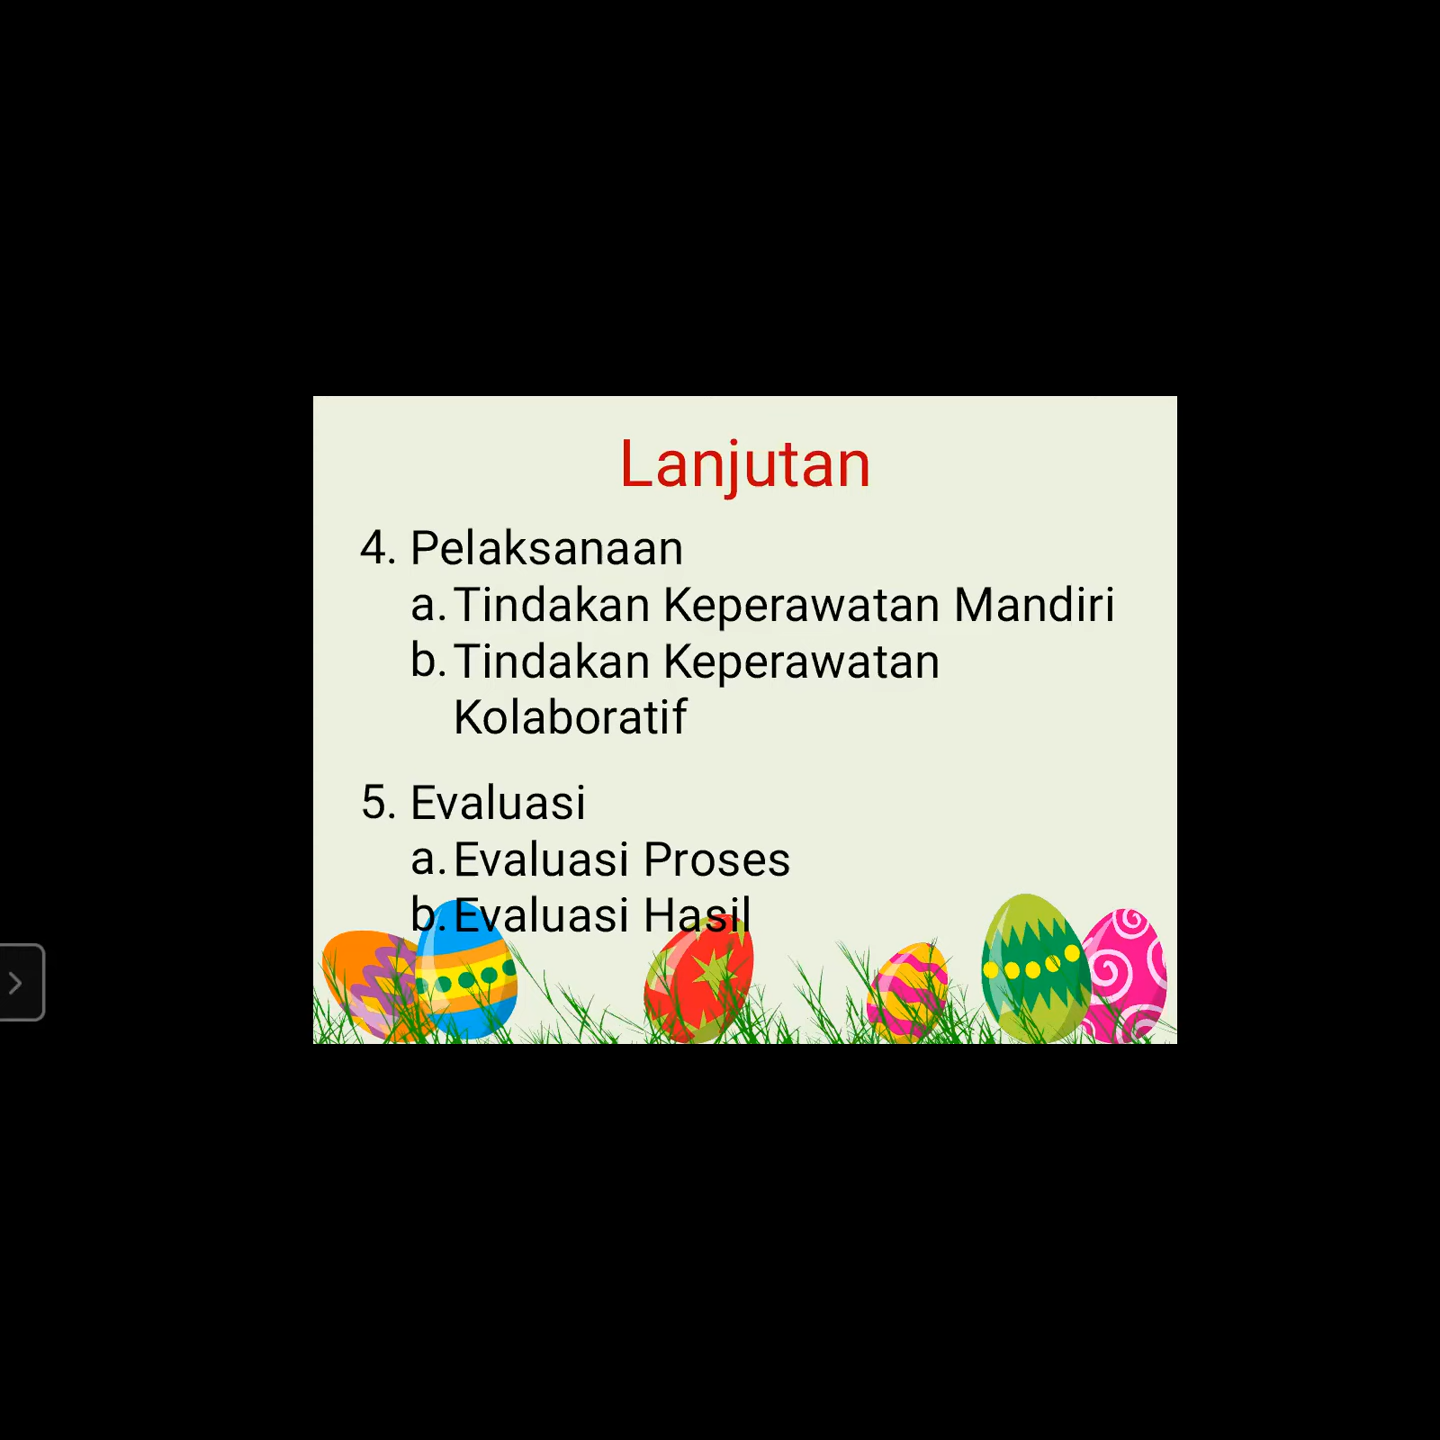 Lanjutan
4. Pelaksanaan
a. Tindakan Keperawatan Mandiri
b. Tindakan Keperawatan
Kolaboratif
5. Evaluasi
a. Evaluasi Proses
b. Evaluasi Hasil